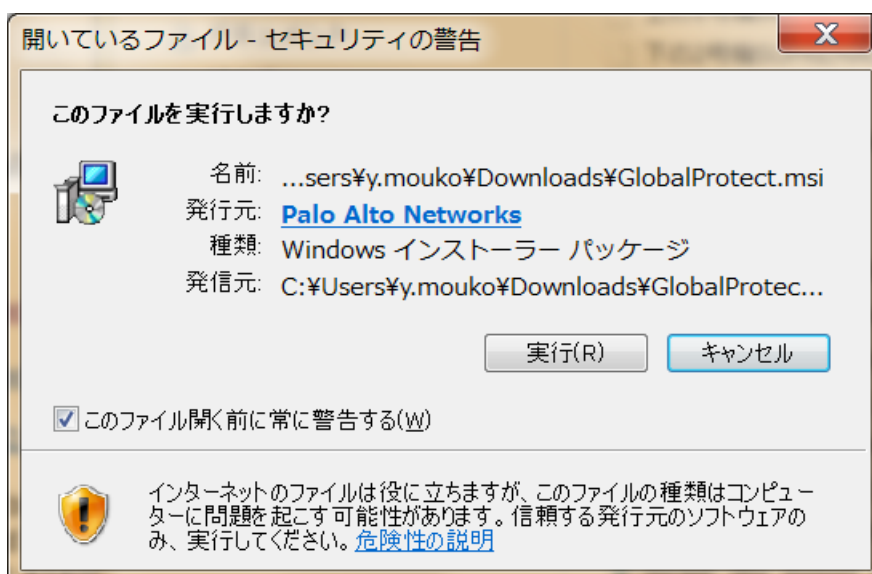 開いているファイル - セキュリティの警告
X
このファイルを実行しますか?
名前: ...sers¥y.mouko¥Downloads¥GlobalProtect.msi
発行元: Palo Alto Networks
種類: Windows インストーラー パッケージ
発信元: C:¥Users¥y.mouko¥Downloads¥GlobalProtec...
実行(R) キャンセル
このファイル開く前に常に警告する(W)
インターネットのファイルは役に立ちますが、このファイルの種類はコンピュー
ターに問題を起こす可能性があります。信頼する発行元のソフトウェアの
み、実行してください。危険性の説明